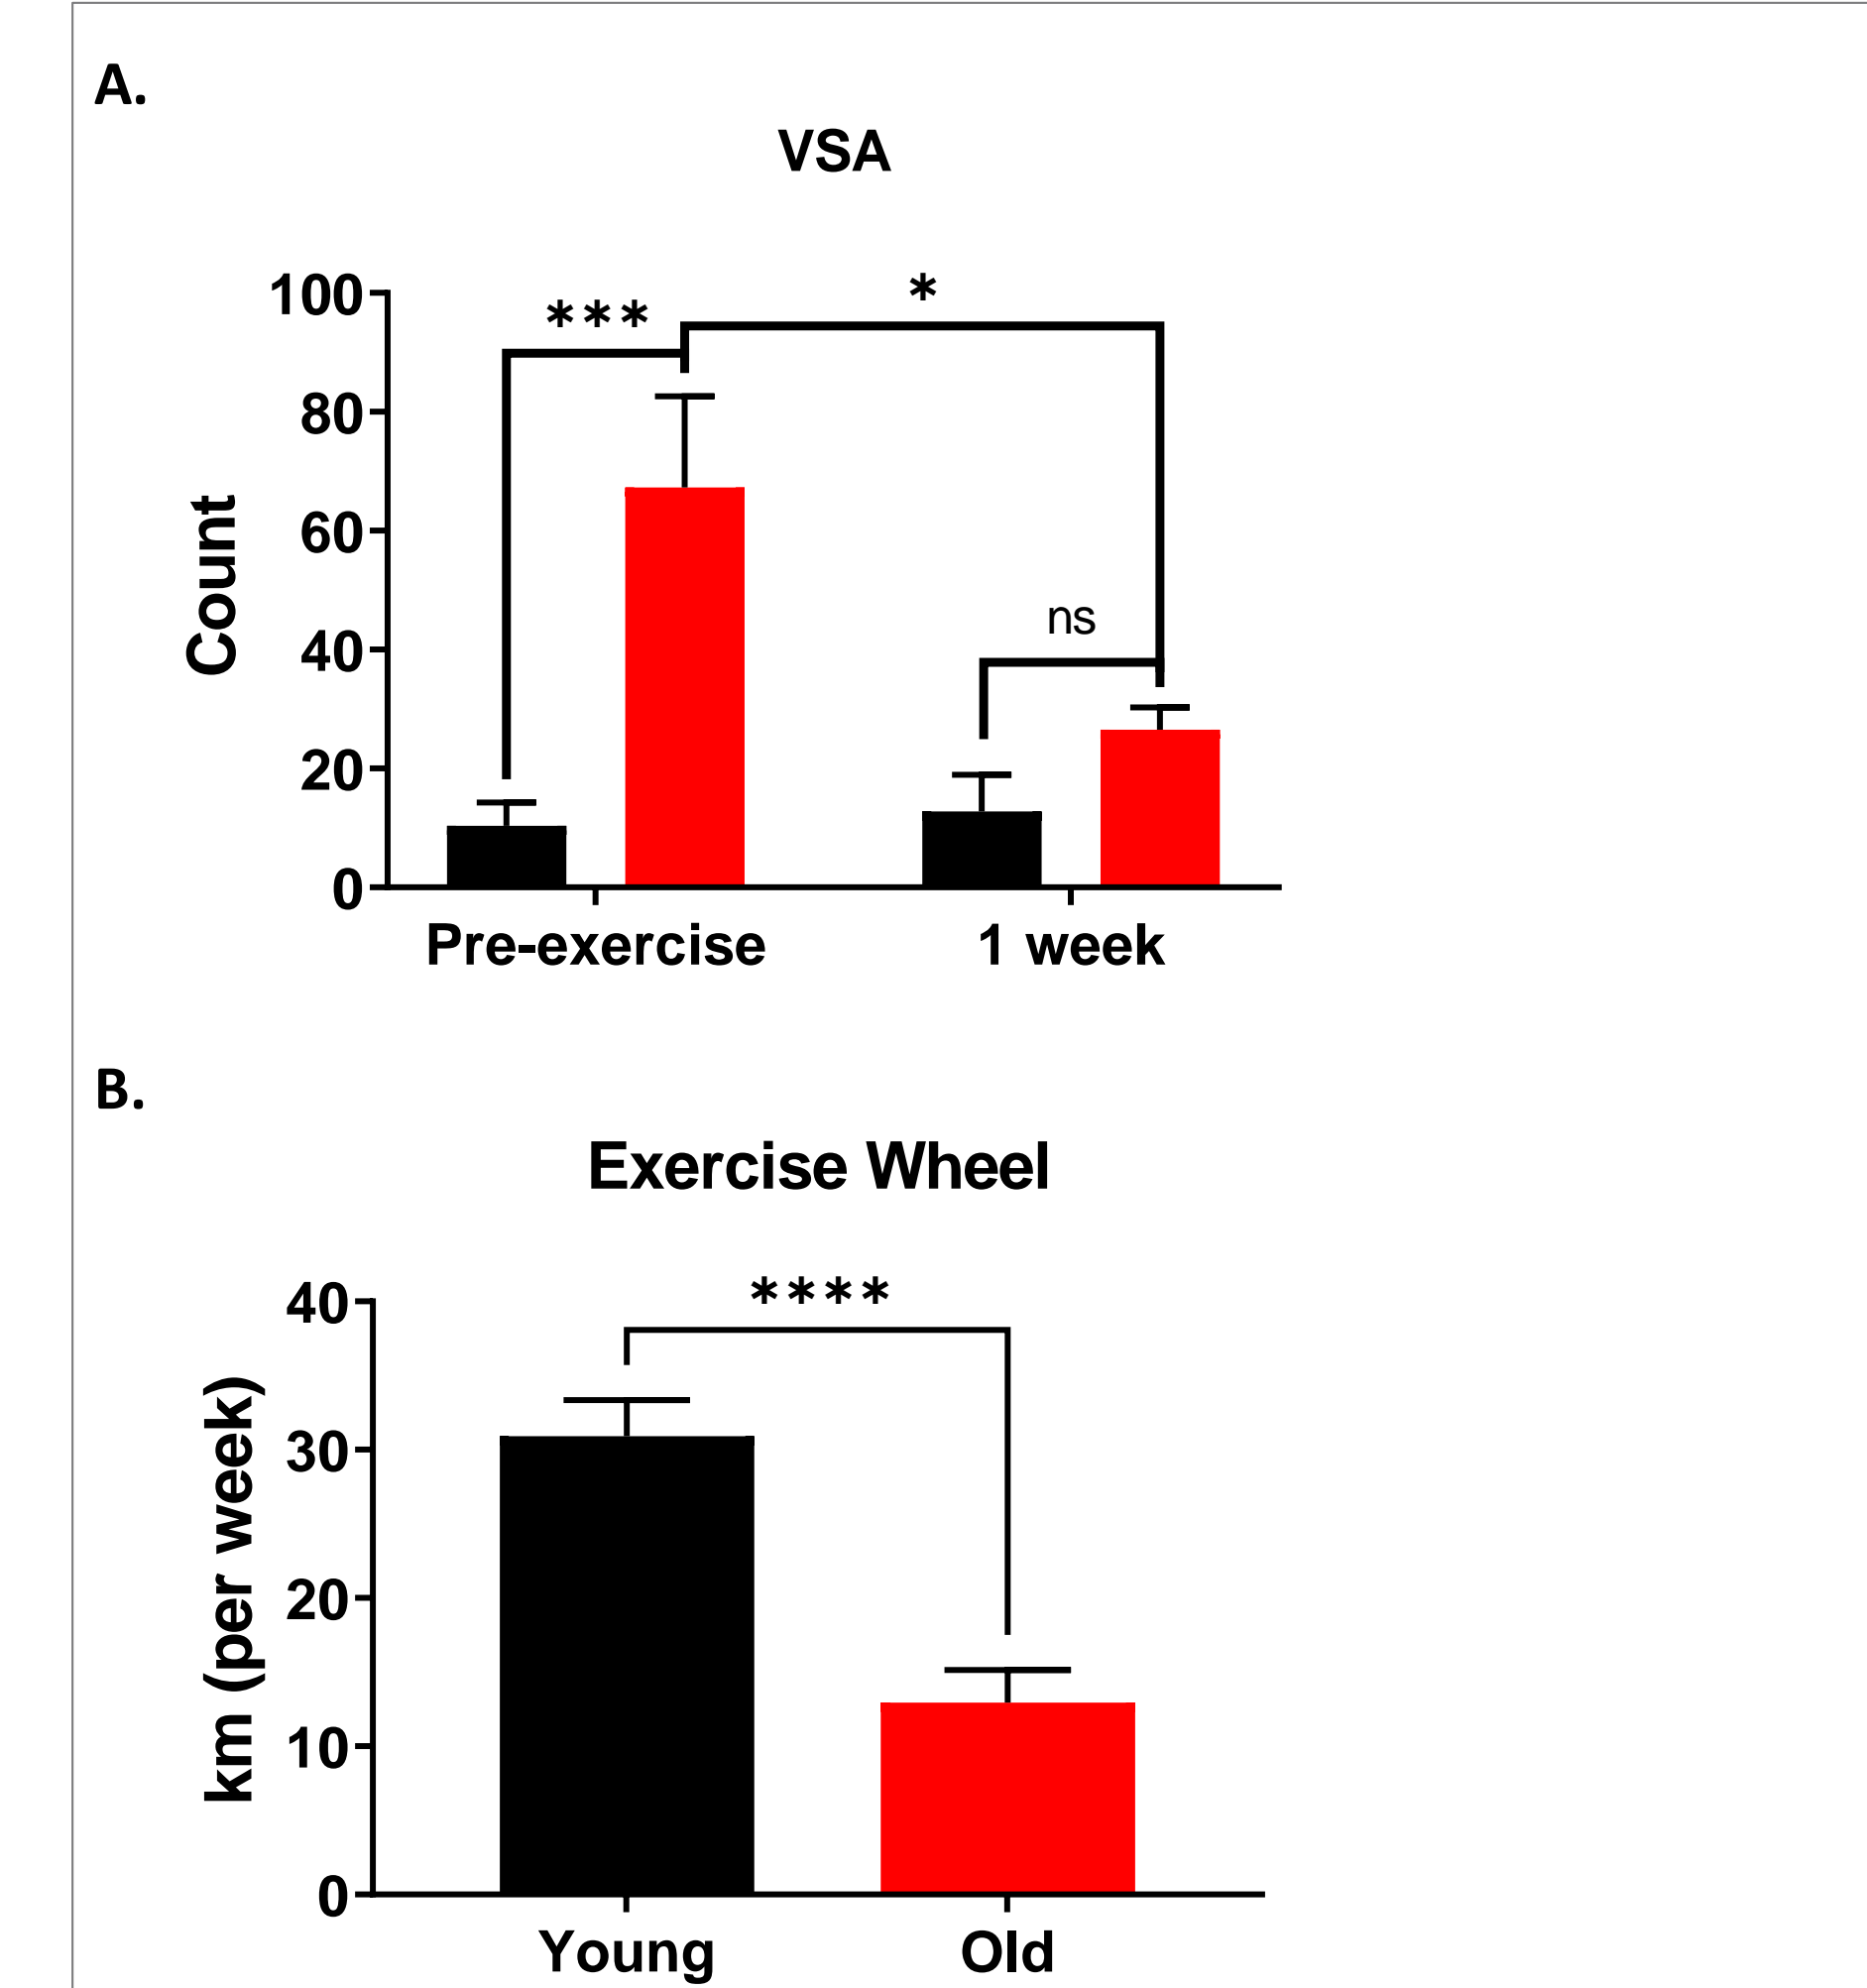 A.
VSA
100
80
60
40
20
0
Count
***
*
ns
Pre-exercise
1 week
B.
Exercise Wheel
40
30
20
10
0
km (per week)
****
Young
Old